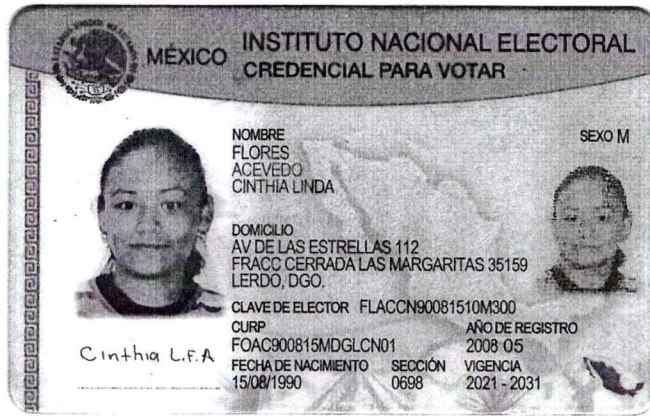 MÉXICO
INSTITUTO NACIONAL ELECTORAL
CREDENCIAL PARA VOTAR
NOMBRE
FLORES
ACEVEDO
CINTHIA LINDA
SEXO M
DOMICILIO
AV DE LAS ESTRELLAS 112
FRACC CERRADA LAS MARGARITAS 35159
LERDO, DGO.
CLAVE DE ELECTOR FLACCN90081510M300
CURP
FOAC900815MDGLCN01
AÑO DE REGISTRO
2008 05
FECHA DE NACIMIENTO
15/08/1990
SECCIÓN
0698
VIGENCIA
2021 - 2031
Cinthia L.F.A